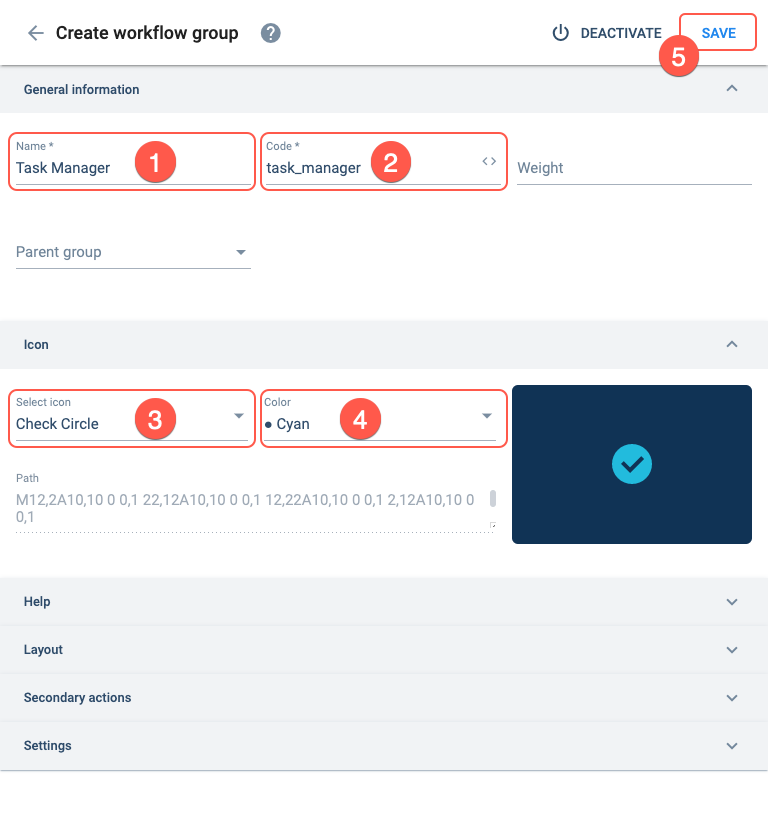 Create workflow group ? DEACTIVATE SAVE
5
General information
Name * Code *
Task Manager 1 task_manager 2 <> Weight
Parent group
Icon
Select icon Color
Check Circle 3 ● Cyan 4
Path
M12,2A10,10 0 0,1 22,12A10,10 0 0,1 12,22A10,10 0 0,1 2,12A10,10 0
0,1
Help
Layout
Secondary actions
Settings